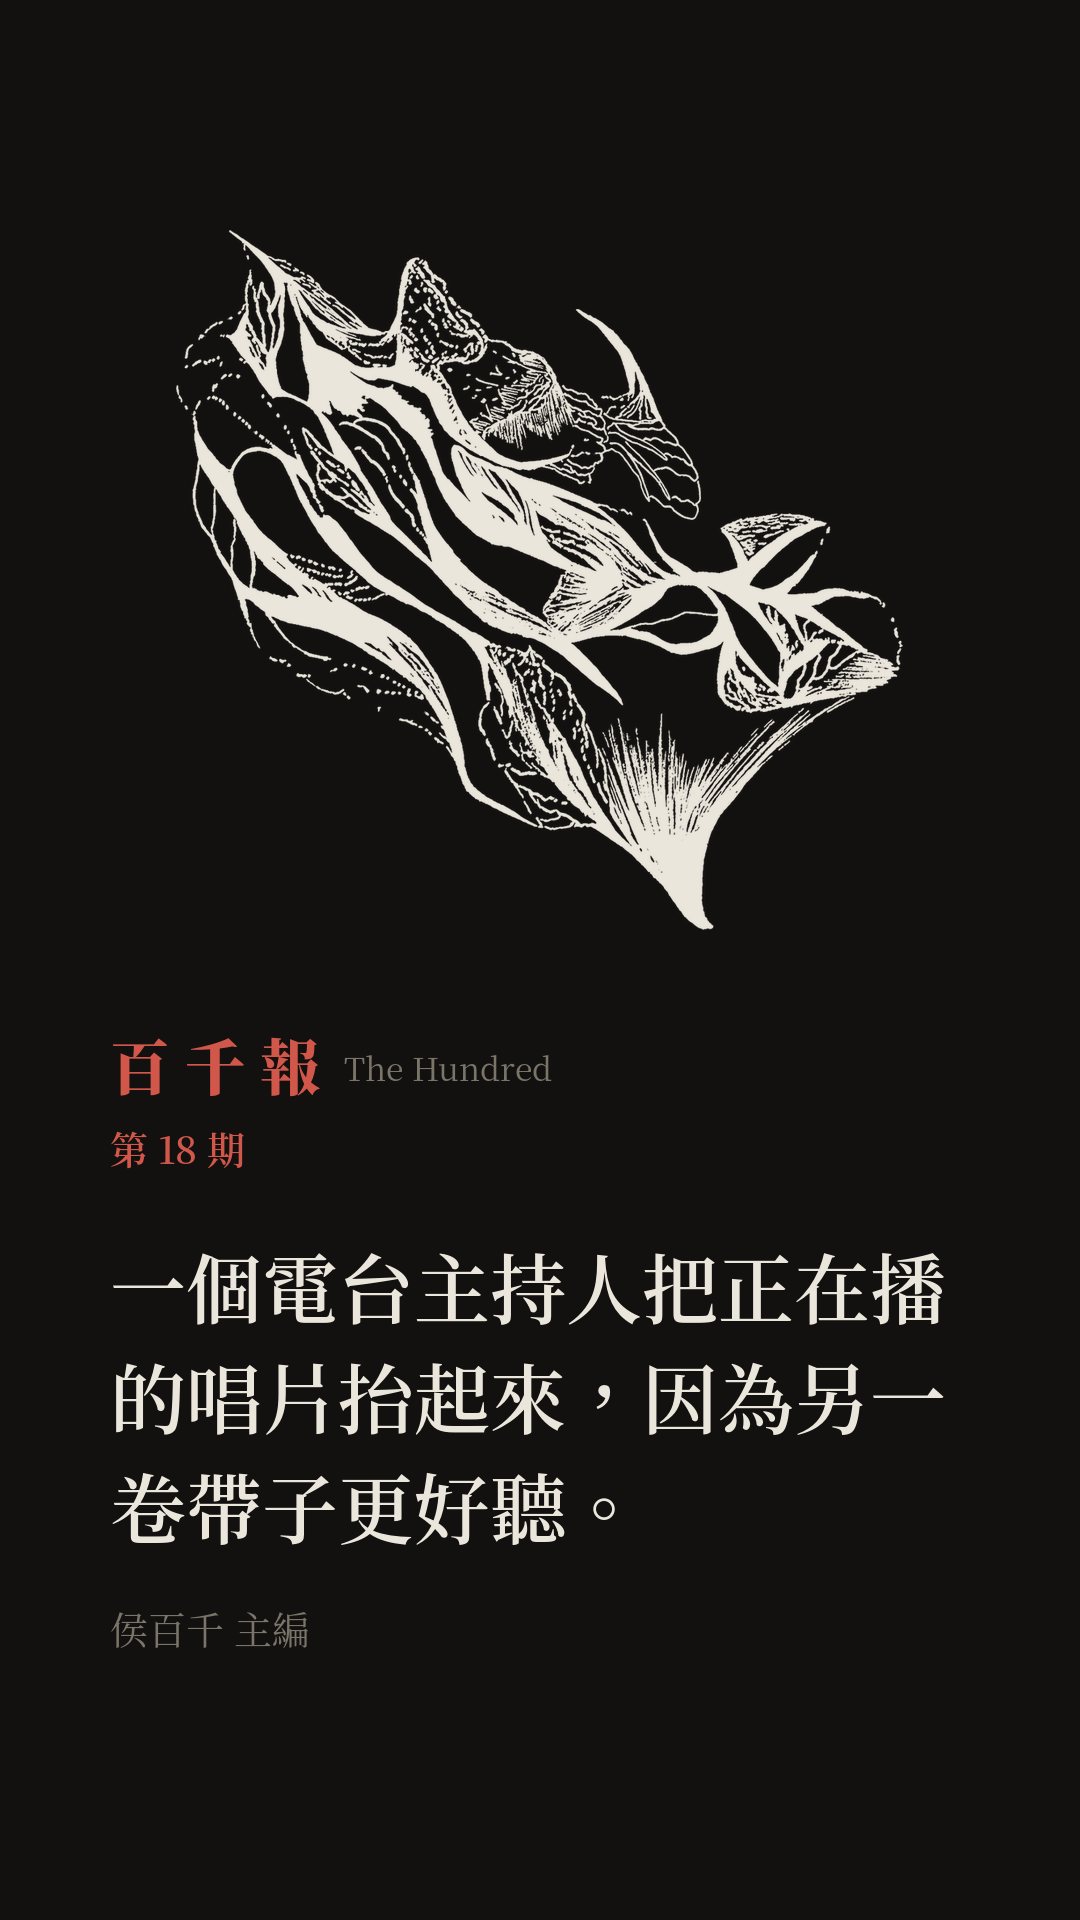 百千報 The Hundred
第 18 期
一個電台主持人把正在播
的唱片抬起來，因為另一
卷帶子更好聽。
侯百千 主編